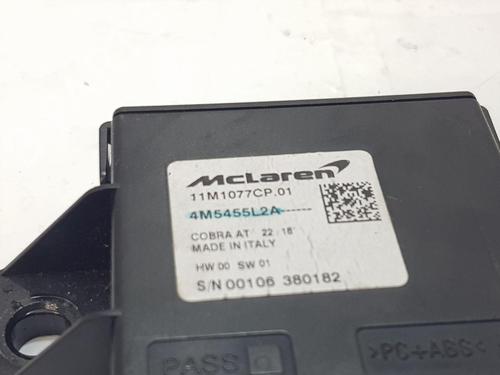 McLaren
11M1077CP.01
4M5455L2A
COBRA AT 22 18
MADE IN ITALY
HW 00 SW 01
S/N 00106 380182
PASS
>PC+ABS<